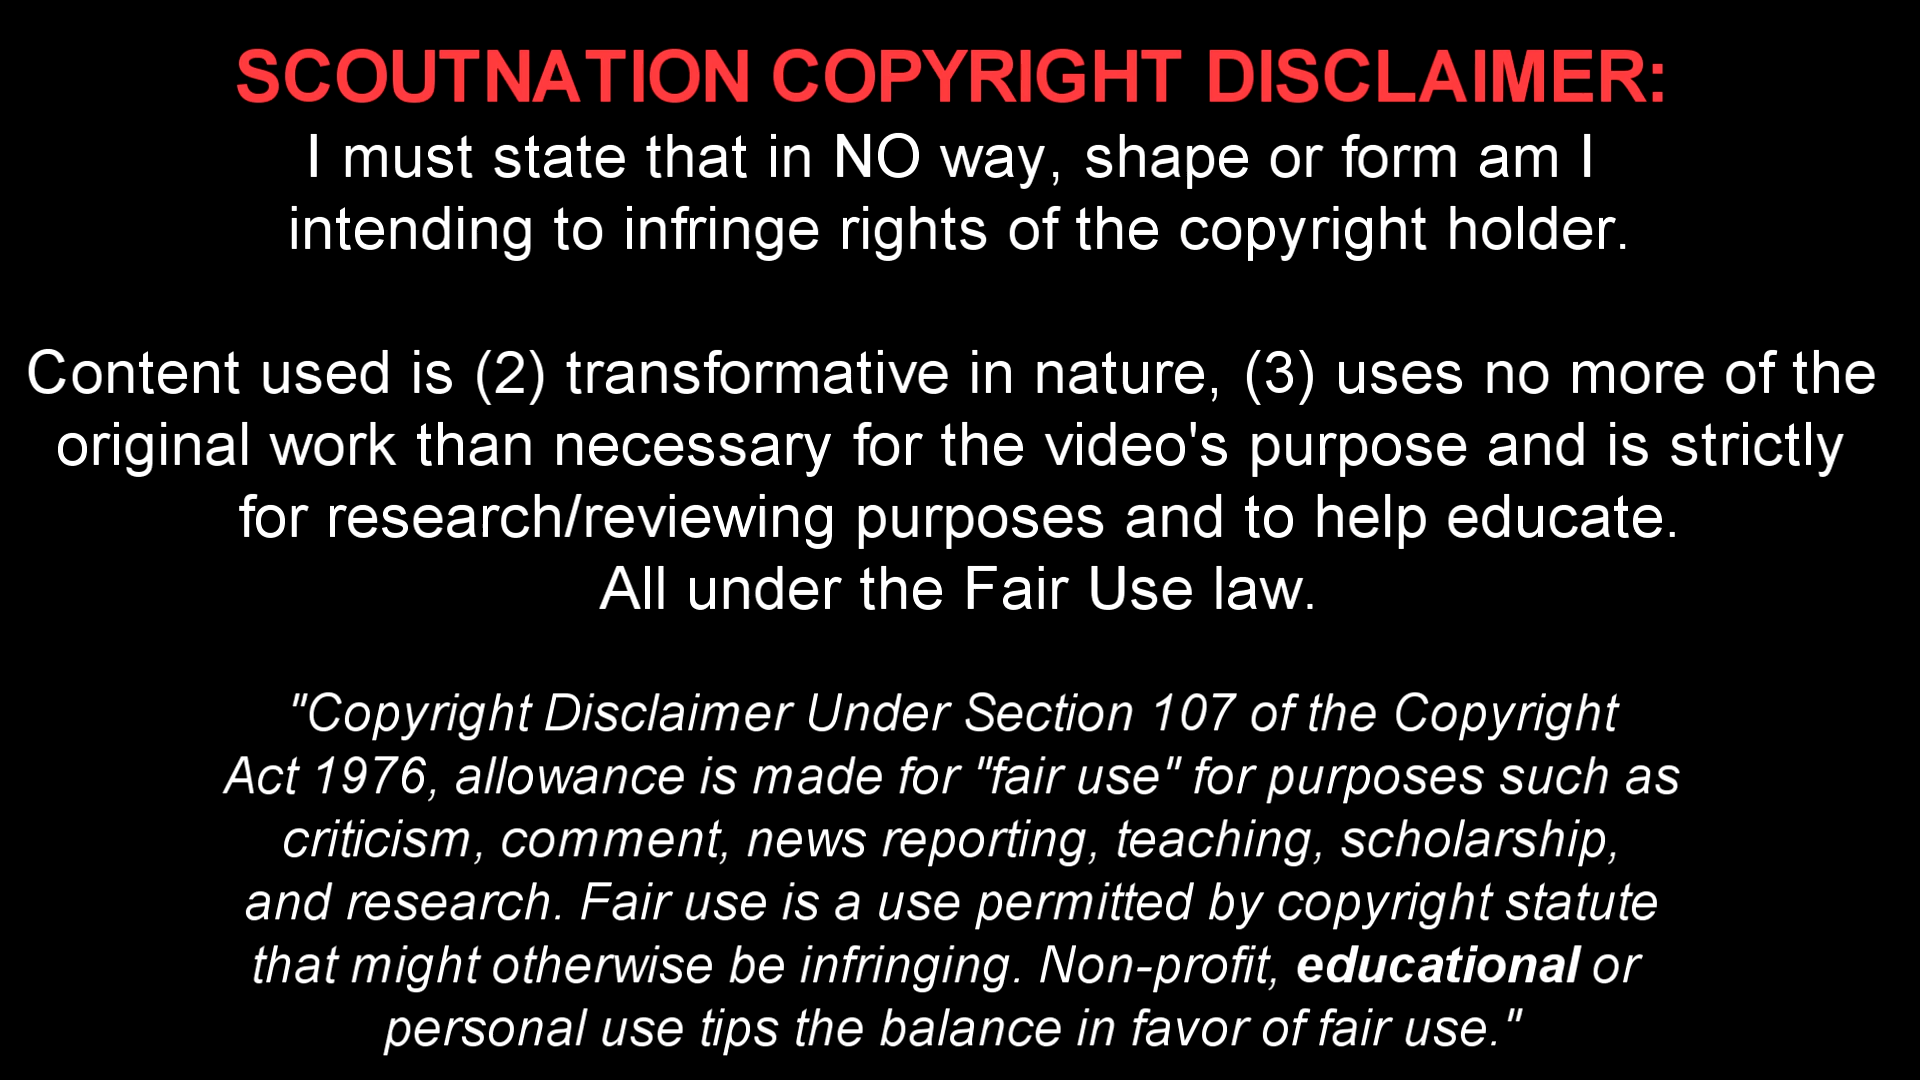 SCOUTNATION COPYRIGHT DISCLAIMER:
I must state that in NO way, shape or form am I
intending to infringe rights of the copyright holder.
Content used is (2) transformative in nature, (3) uses no more of the
original work than necessary for the video's purpose and is strictly
for research/reviewing purposes and to help educate.
All under the Fair Use law.
"Copyright Disclaimer Under Section 107 of the Copyright
Act 1976, allowance is made for "fair use" for purposes such as
criticism, comment, news reporting, teaching, scholarship,
and research. Fair use is a use permitted by copyright statute
that might otherwise be infringing. Non-profit, educational or
personal use tips the balance in favor of fair use."